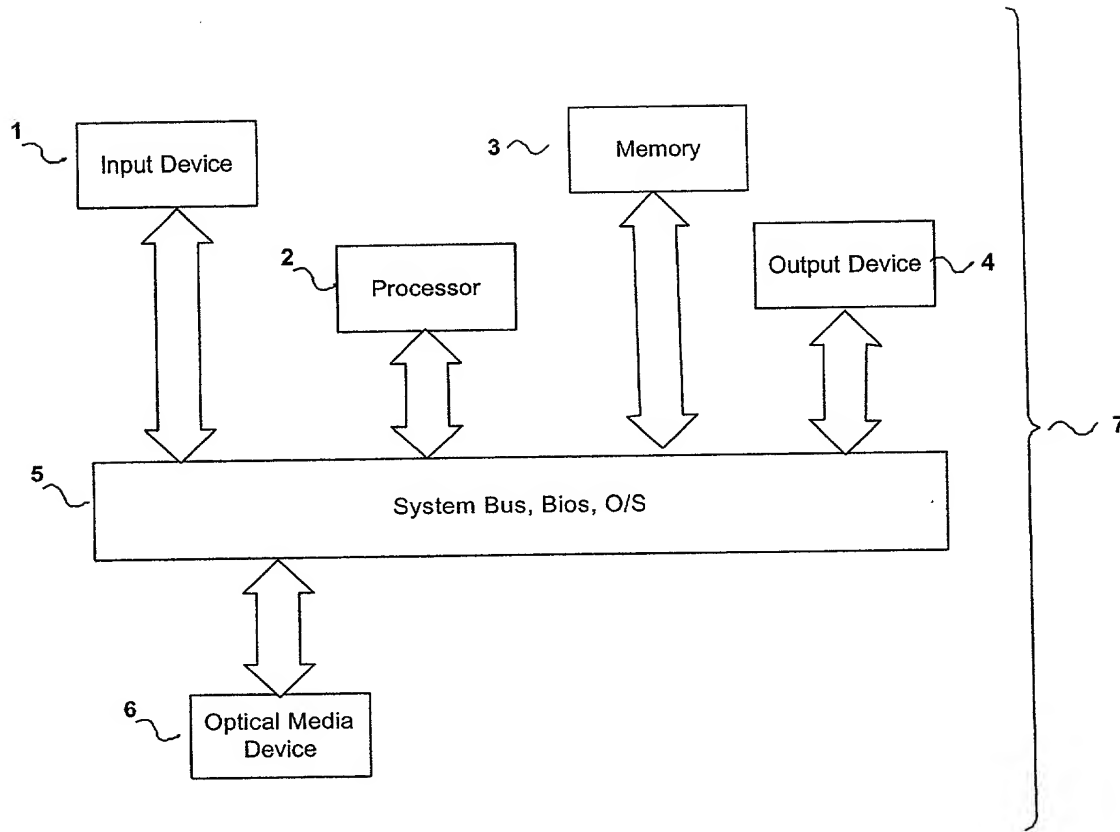 1
Input Device
3
Memory
2
Processor
Output Device
4
7
5
System Bus, Bios, O/S
6
Optical Media
Device